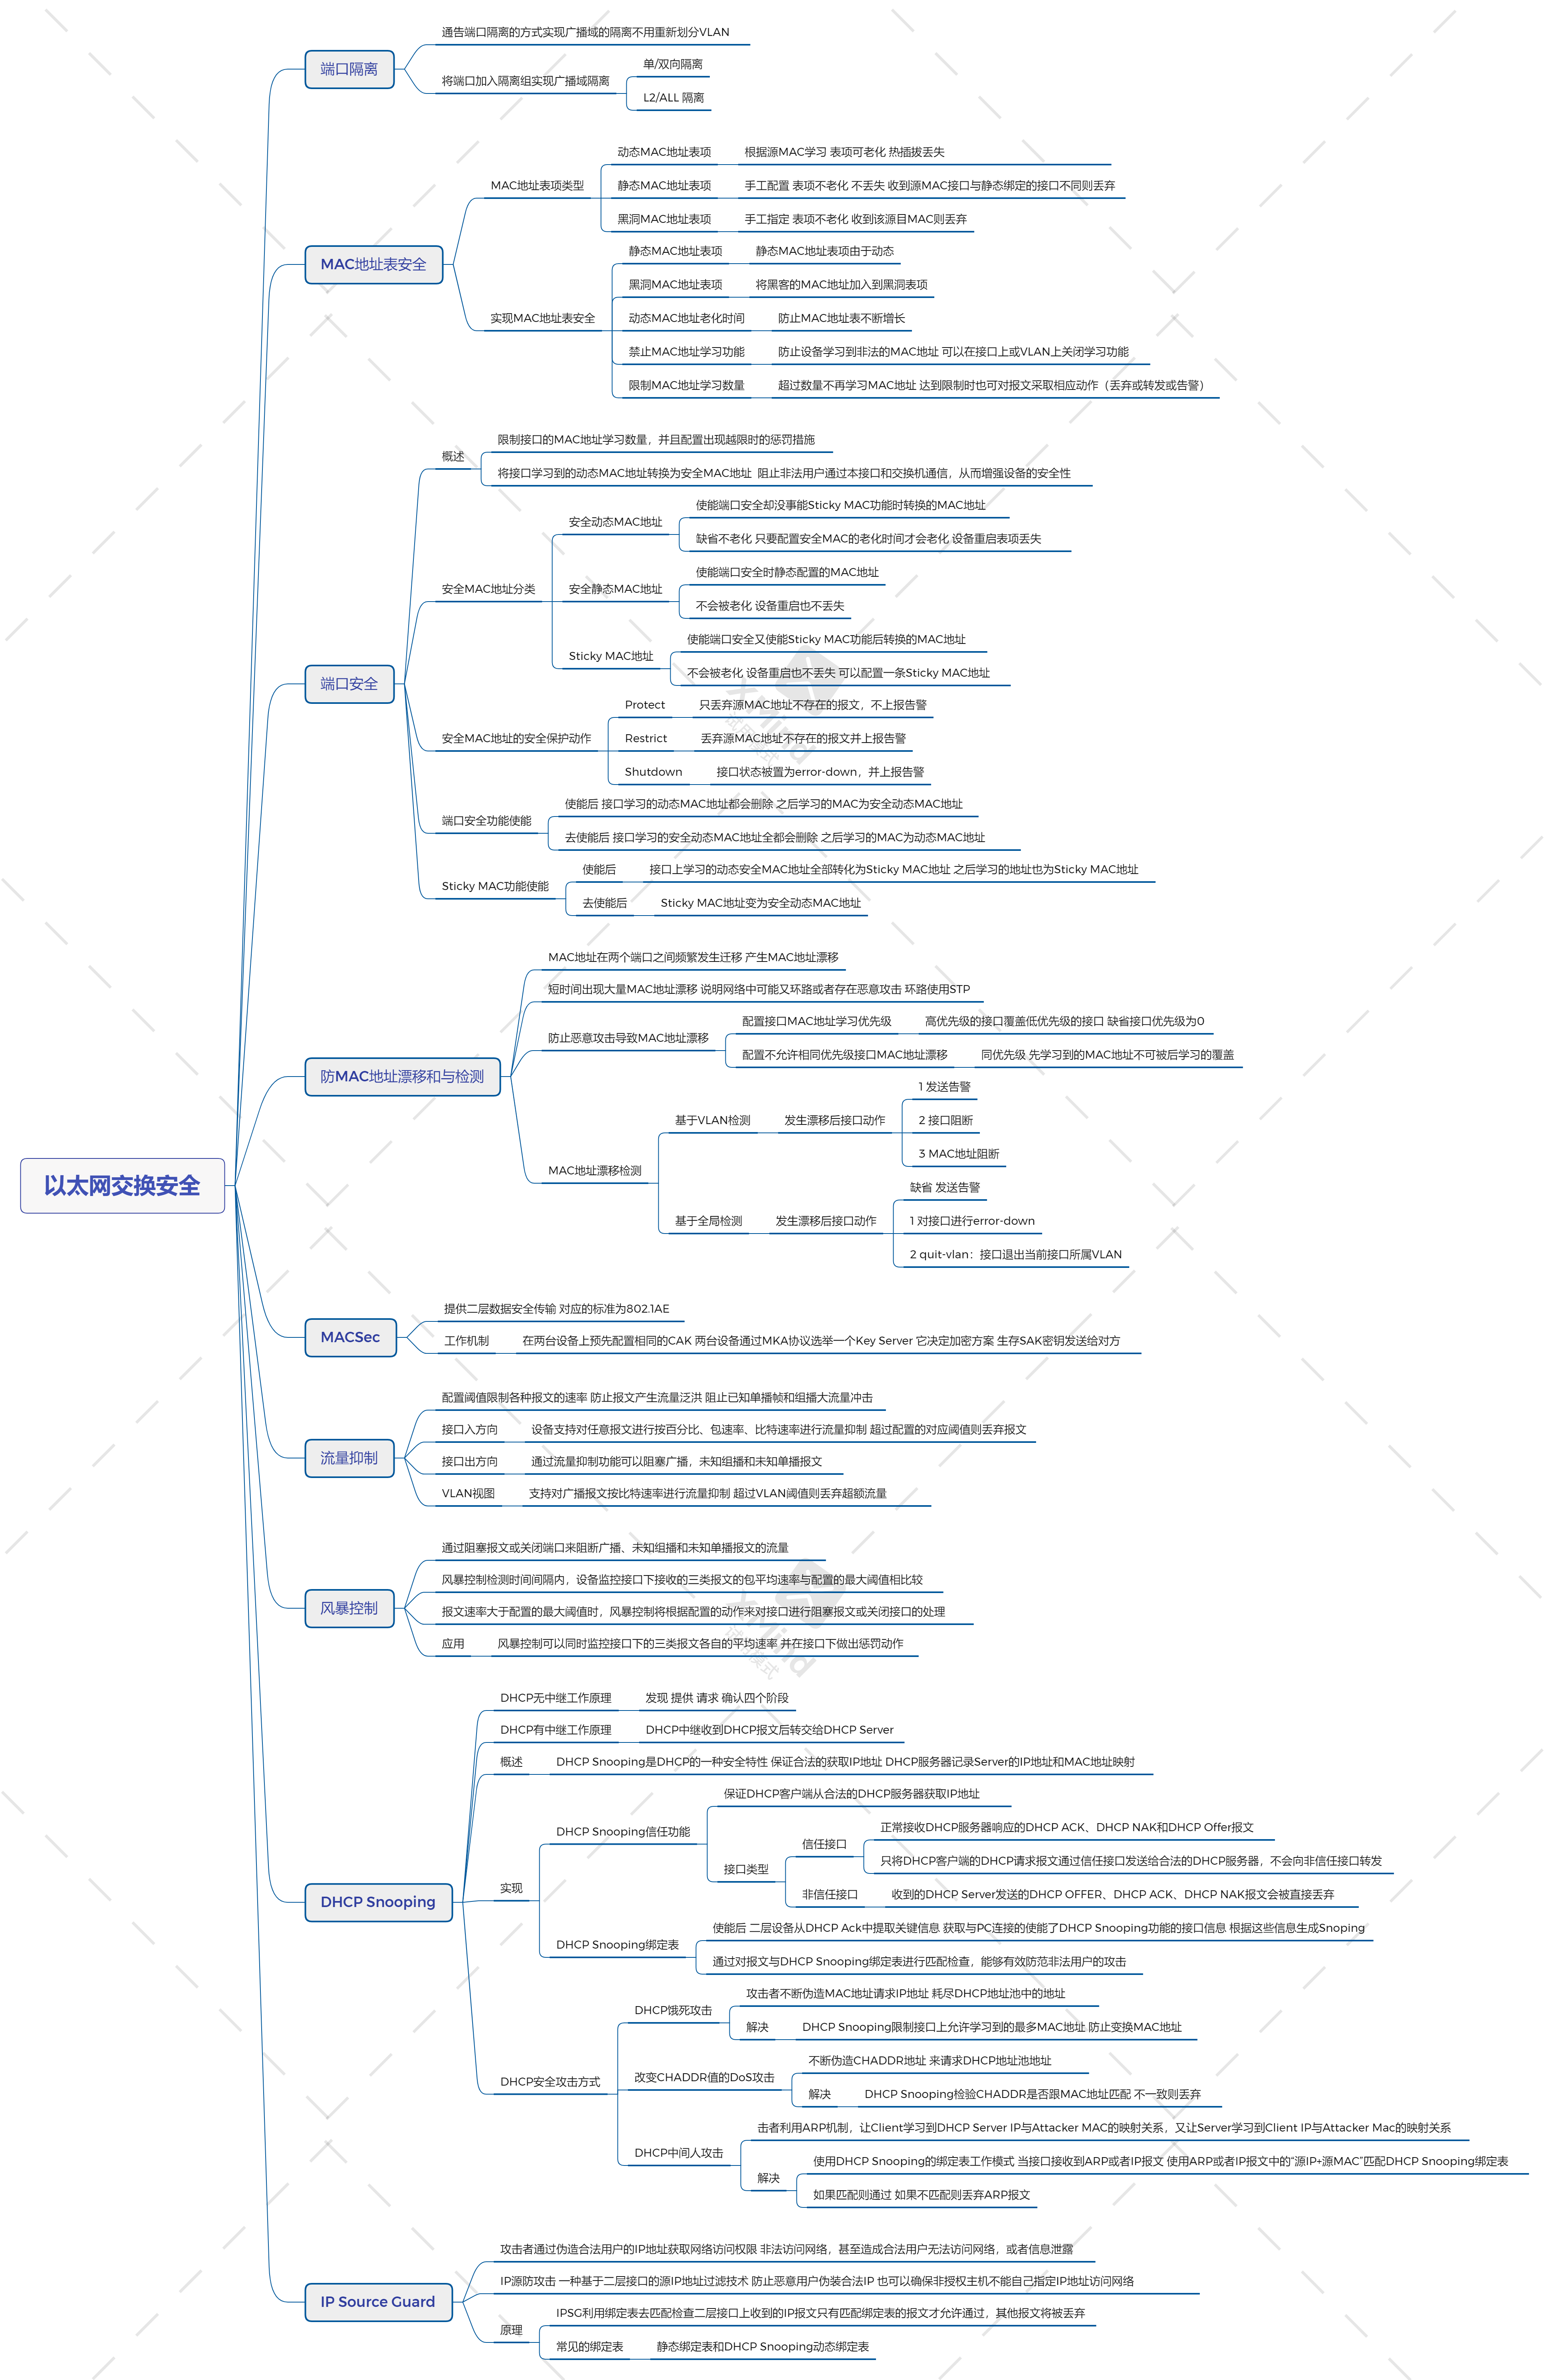 以太网交换安全
端口隔离
通告端口隔离的方式实现广播域的隔离不用重新划分VLAN
将端口加入隔离组实现广播域隔离
单/双向隔离
L2/ALL 隔离
MAC地址表安全
MAC地址表项类型
动态MAC地址表项
根据源MAC学习 表项可老化 热插拔丢失
静态MAC地址表项
手工配置 表项不老化 不丢失 收到源MAC接口与静态绑定的接口不同则丢弃
黑洞MAC地址表项
手工指定 表项不老化 收到该源目MAC则丢弃
实现MAC地址表安全
静态MAC地址表项
静态MAC地址表项由于动态
黑洞MAC地址表项
将黑客的MAC地址加入到黑洞表项
动态MAC地址老化时间
防止MAC地址表不断增长
禁止MAC地址学习功能
防止设备学习到非法的MAC地址 可以在接口上或VLAN上关闭学习功能
限制MAC地址学习数量
超过数量不再学习MAC地址 达到限制时也可对报文采取相应动作（丢弃或转发或告警）
端口安全
概述
限制接口的MAC地址学习数量，并且配置出现越限时的惩罚措施
将接口学习到的动态MAC地址转换为安全MAC地址 阻止非法用户通过本接口和交换机通信，从而增强设备的安全性
安全MAC地址分类
安全动态MAC地址
使能端口安全却没事能Sticky MAC功能时转换的MAC地址
缺省不老化 只要配置安全MAC的老化时间才会老化 设备重启表项丢失
安全静态MAC地址
使能端口安全时静态配置的MAC地址
不会被老化 设备重启也不丢失
Sticky MAC地址
使能端口安全又使能Sticky MAC功能后转换的MAC地址
不会被老化 设备重启也不丢失 可以配置一条Sticky MAC地址
安全MAC地址的安全保护动作
Protect
只丢弃源MAC地址不存在的报文，不上报告警
Restrict
丢弃源MAC地址不存在的报文并上报告警
Shutdown
接口状态被置为error-down，并上报告警
端口安全功能使能
使能后 接口学习的动态MAC地址都会删除 之后学习的MAC为安全动态MAC地址
去使能后 接口学习的安全动态MAC地址全都会删除 之后学习的MAC为动态MAC地址
Sticky MAC功能使能
使能后
接口上学习的动态安全MAC地址全部转化为Sticky MAC地址 之后学习的地址也为Sticky MAC地址
去使能后
Sticky MAC地址变为安全动态MAC地址
防MAC地址漂移和与检测
MAC地址在两个端口之间频繁发生迁移 产生MAC地址漂移
短时间出现大量MAC地址漂移 说明网络中可能又环路或者存在恶意攻击 环路使用STP
防止恶意攻击导致MAC地址漂移
配置接口MAC地址学习优先级
高优先级的接口覆盖低优先级的接口 缺省接口优先级为0
配置不允许相同优先级接口MAC地址漂移
同优先级 先学习到的MAC地址不可被后学习的覆盖
MAC地址漂移检测
基于VLAN检测
发生漂移后接口动作
1 发送告警
2 接口阻断
3 MAC地址阻断
基于全局检测
发生漂移后接口动作
缺省 发送告警
1 对接口进行error-down
2 quit-vlan：接口退出当前接口所属VLAN
MACSec
提供二层数据安全传输 对应的标准为802.1AE
工作机制
在两台设备上预先配置相同的CAK 两台设备通过MKA协议选举一个Key Server 它决定加密方案 生存SAK密钥发送给对方
流量抑制
配置阈值限制各种报文的速率 防止报文产生流量泛洪 阻止已知单播帧和组播大流量冲击
接口入方向
设备支持对任意报文进行按百分比、包速率、比特速率进行流量抑制 超过配置的对应阈值则丢弃报文
接口出方向
通过流量抑制功能可以阻塞广播，未知组播和未知单播报文
VLAN视图
支持对广播报文按比特速率进行流量抑制 超过VLAN阈值则丢弃超额流量
风暴控制
通过阻塞报文或关闭端口来阻断广播、未知组播和未知单播报文的流量
风暴控制检测时间间隔内，设备监控接口下接收的三类报文的包平均速率与配置的最大阈值相比较
报文速率大于配置的最大阈值时，风暴控制将根据配置的动作来对接口进行阻塞报文或关闭接口的处理
应用
风暴控制可以同时监控接口下的三类报文各自的平均速率 并在接口下做出惩罚动作
DHCP Snooping
DHCP无中继工作原理
发现 提供 请求 确认四个阶段
DHCP有中继工作原理
DHCP中继收到DHCP报文后转交给DHCP Server
概述
DHCP Snooping是DHCP的一种安全特性 保证合法的获取IP地址 DHCP服务器记录Server的IP地址和MAC地址映射
实现
DHCP Snooping信任功能
保证DHCP客户端从合法的DHCP服务器获取IP地址
接口类型
信任接口
正常接收DHCP服务器响应的DHCP ACK、DHCP NAK和DHCP Offer报文
只将DHCP客户端的DHCP请求报文通过信任接口发送给合法的DHCP服务器，不会向非信任接口转发
非信任接口
收到的DHCP Server发送的DHCP OFFER、DHCP ACK、DHCP NAK报文会被直接丢弃
DHCP Snooping绑定表
使能后 二层设备从DHCP Ack中提取关键信息 获取与PC连接的使能了DHCP Snooping功能的接口信息 根据这些信息生成Snoping
通过对报文与DHCP Snooping绑定表进行匹配检查，能够有效防范非法用户的攻击
DHCP安全攻击方式
DHCP饿死攻击
攻击者不断伪造MAC地址请求IP地址 耗尽DHCP地址池中的地址
解决
DHCP Snooping限制接口上允许学习到的最多MAC地址 防止变换MAC地址
改变CHADDR值的DoS攻击
不断伪造CHADDR地址 来请求DHCP地址池地址
解决
DHCP Snooping检验CHADDR是否跟MAC地址匹配 不一致则丢弃
DHCP中间人攻击
击者利用ARP机制，让Client学习到DHCP Server IP与Attacker MAC的映射关系，又让Server学习到Client IP与Attacker Mac的映射关系
解决
使用DHCP Snooping的绑定表工作模式 当接口接收到ARP或者IP报文 使用ARP或者IP报文中的“源IP+源MAC”匹配DHCP Snooping绑定表
如果匹配则通过 如果不匹配则丢弃ARP报文
IP Source Guard
攻击者通过伪造合法用户的IP地址获取网络访问权限 非法访问网络，甚至造成合法用户无法访问网络，或者信息泄露
IP源防攻击 一种基于二层接口的源IP地址过滤技术 防止恶意用户伪装合法IP 也可以确保非授权主机不能自己指定IP地址访问网络
原理
IPSG利用绑定表去匹配检查二层接口上收到的IP报文只有匹配绑定表的报文才允许通过，其他报文将被丢弃
常见的绑定表
静态绑定表和DHCP Snooping动态绑定表
XMind
试用模式
XMind
试用模式